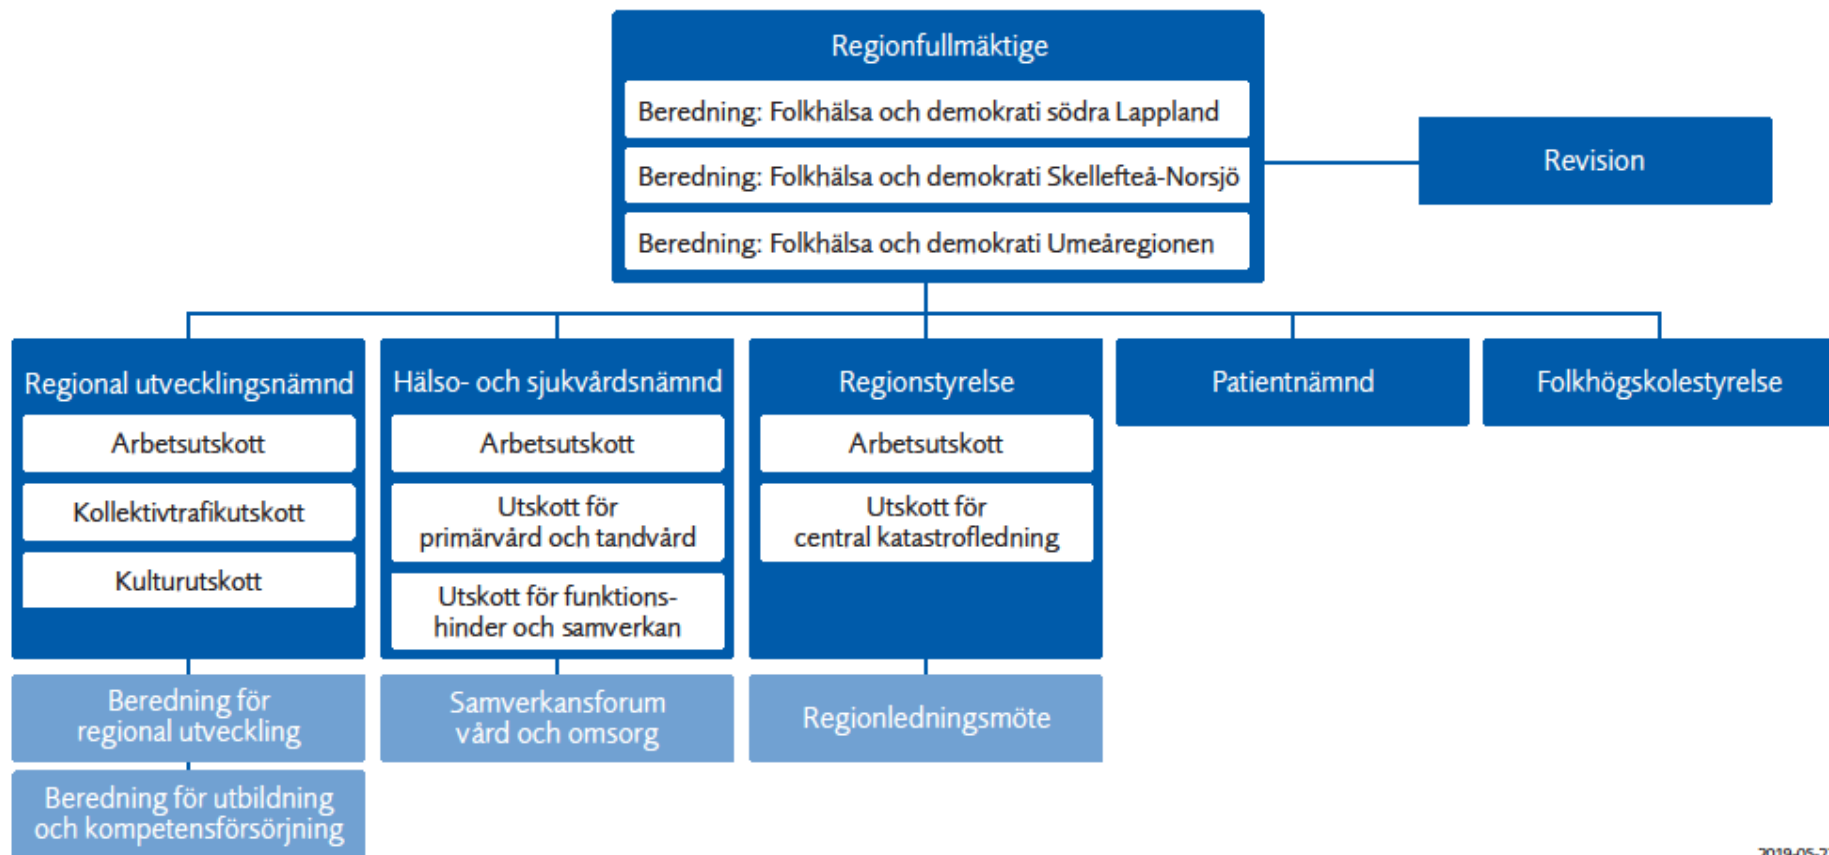 Regionfullmäktige
Beredning: Folkhälsa och demokrati södra Lappland
Beredning: Folkhälsa och demokrati Skellefteå-Norsjö
Beredning: Folkhälsa och demokrati Umeåregionen
Revision
Regional utvecklingsnämnd
Arbetsutskott
Kollektivtrafikutskott
Kulturutskott
Beredning för
regional utveckling
Beredning för utbildning
och kompetensförsörjning
Hälso- och sjukvårdsnämnd
Arbetsutskott
Utskott för
primärvård och tandvård
Utskott för funktions-
hinder och samverkan
Samverkansforum
vård och omsorg
Regionstyrelse
Arbetsutskott
Utskott för
central katastrofledning
Regionledningsmöte
Patientnämnd
Folkhögskolestyrelse